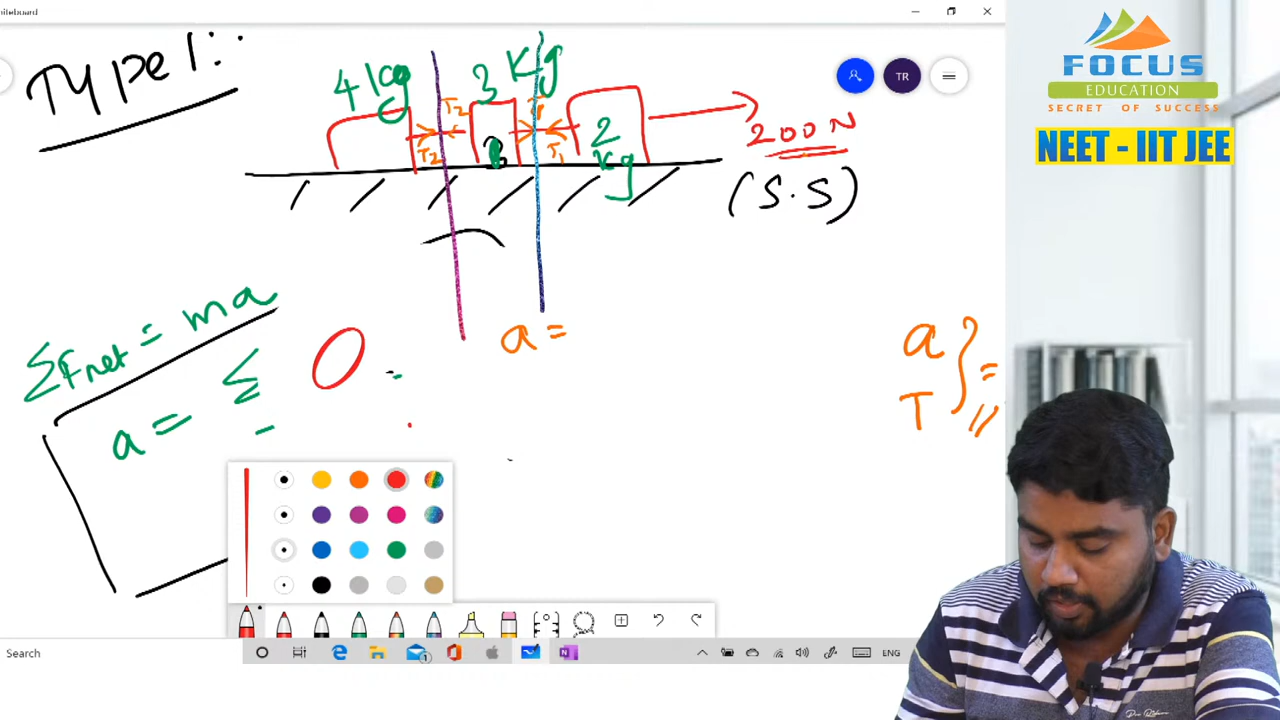 whiteboard
Type 1:
4 kg
3 kg
2 kg
T2
T2
T1
T1
200 N
(S.S)
ΣFnet = ma
a = Σ
a =
a
T
} =
TR
FOCUS
EDUCATION
SECRET OF SUCCESS
NEET - IIT JEE
Search
ENG